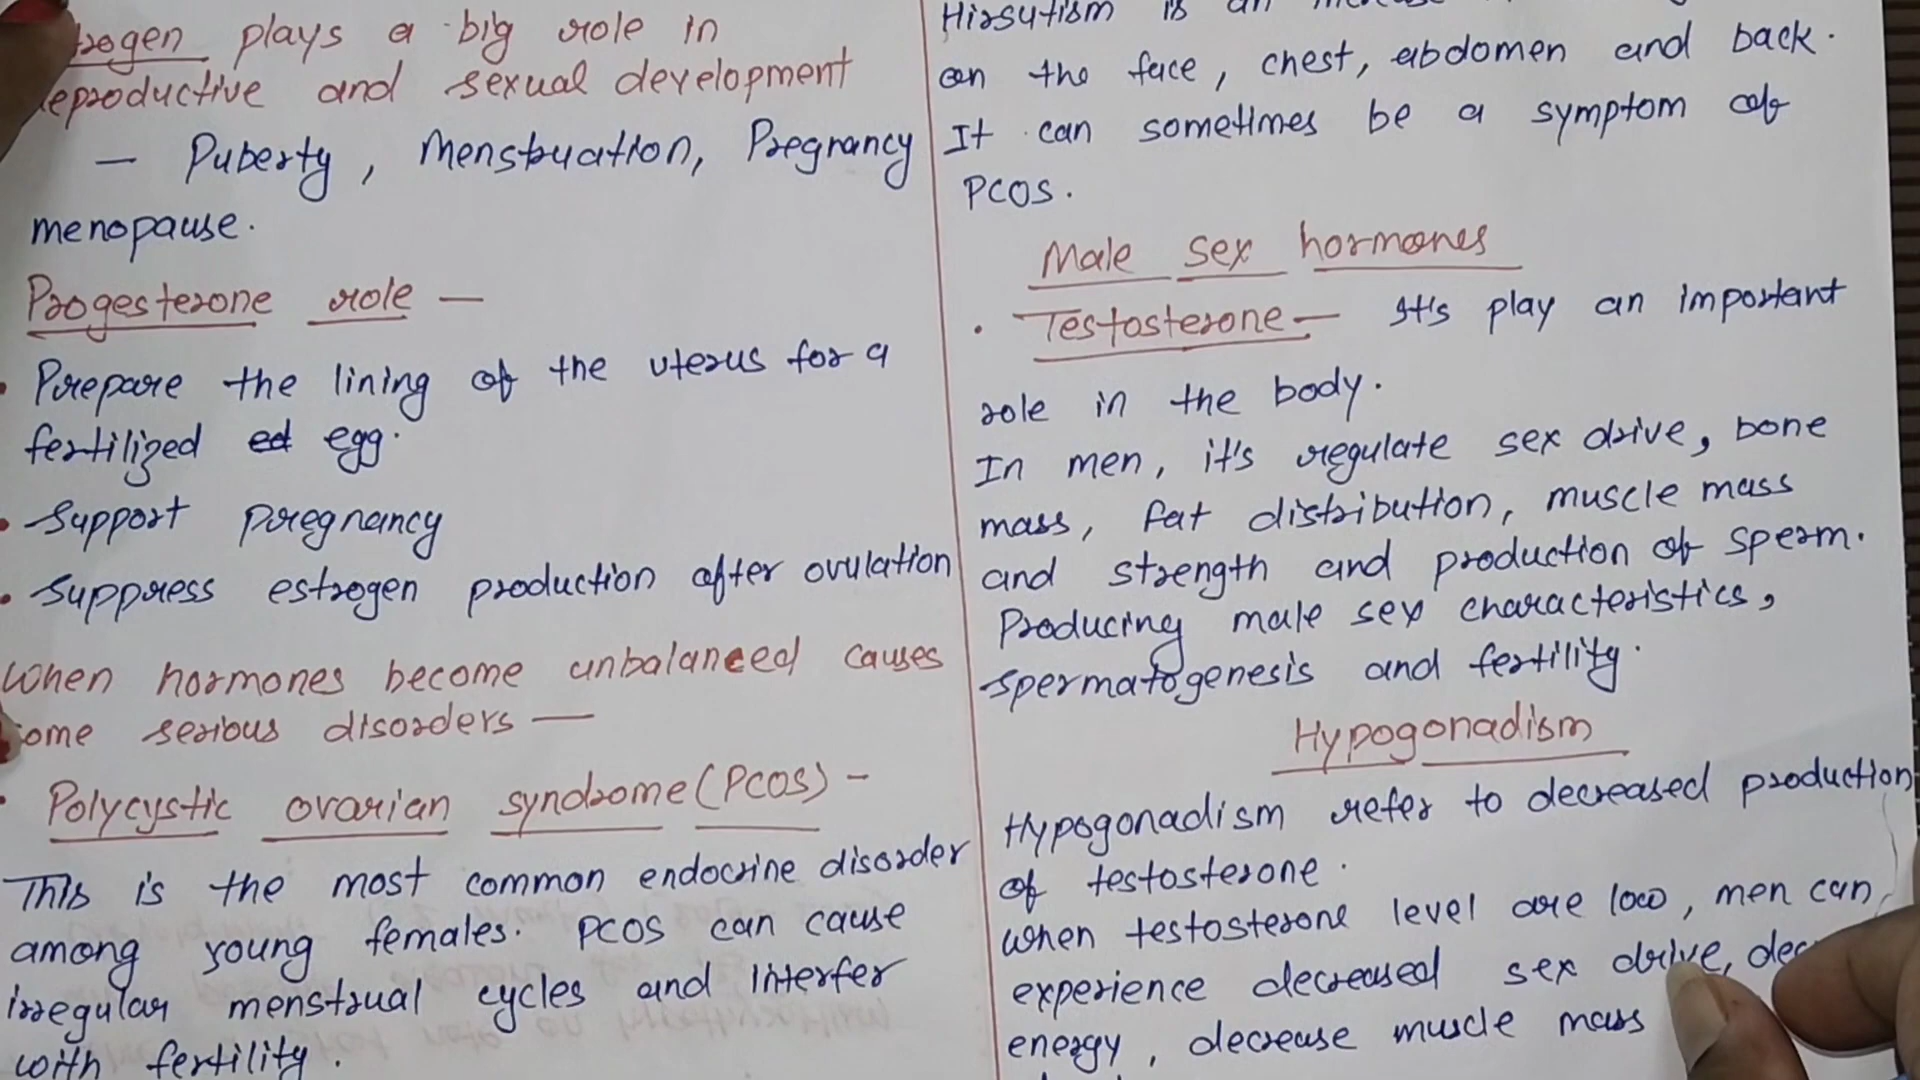 plays a big role in
reproductive and sexual development
— Puberty, Menstruation, Pregnancy
menopause.
Progesterone role —
• Prepare the lining of the uterus for a
fertilized egg.
• Support pregnancy
• Suppress estrogen production after ovulation
When hormones become unbalanced causes
some serious disorders —
• Polycystic ovarian syndrome (PCOS) -
This is the most common endocrine disorder
among young females. PCOS can cause
irregular menstrual cycles and interfer
with fertility.
Hirsutism is an
on the face, chest, abdomen and back.
It can sometimes be a symptom of
PCOS.
Male sex hormones
• Testosterone — It's play an important
role in the body.
In men, it's regulate sex drive, bone
mass, fat distribution, muscle mass
and strength and production of sperm.
Producing male sex characteristics,
spermatogenesis and fertility.
Hypogonadism
Hypogonadism refer to decreased production
of testosterone.
when testosterone level are low, men can
experience decreased sex drive,
energy, decrease muscle mass